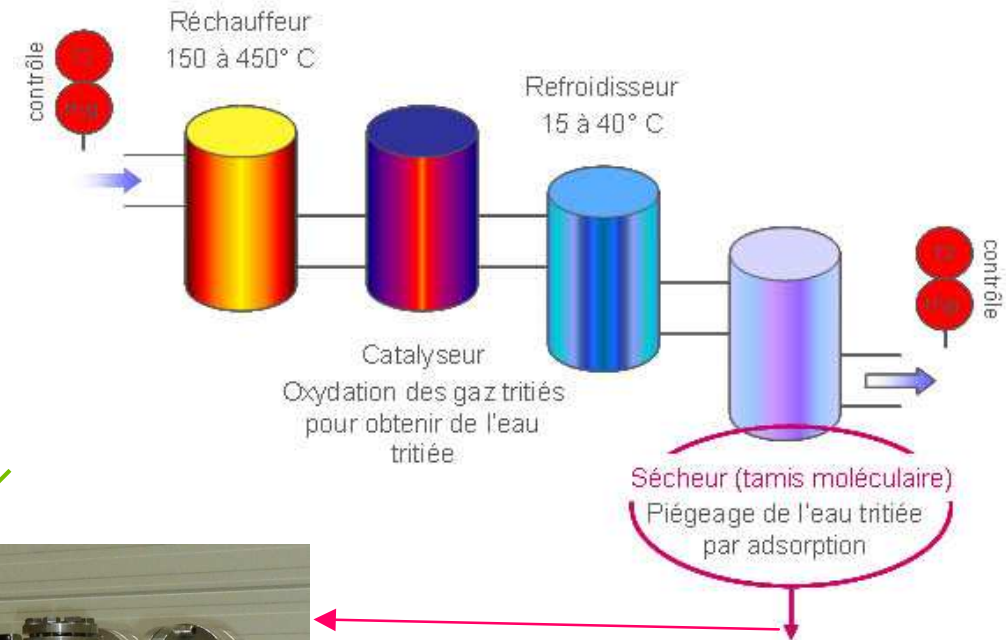 Réchauffeur
150 à 450° C
contrôle
Refroidisseur
15 à 40° C
contrôle
Catalyseur
Oxydation des gaz tritiés
pour obtenir de l'eau
tritiée
Sécheur (tamis moléculaire)
Piégeage de l'eau tritiée
par adsorption